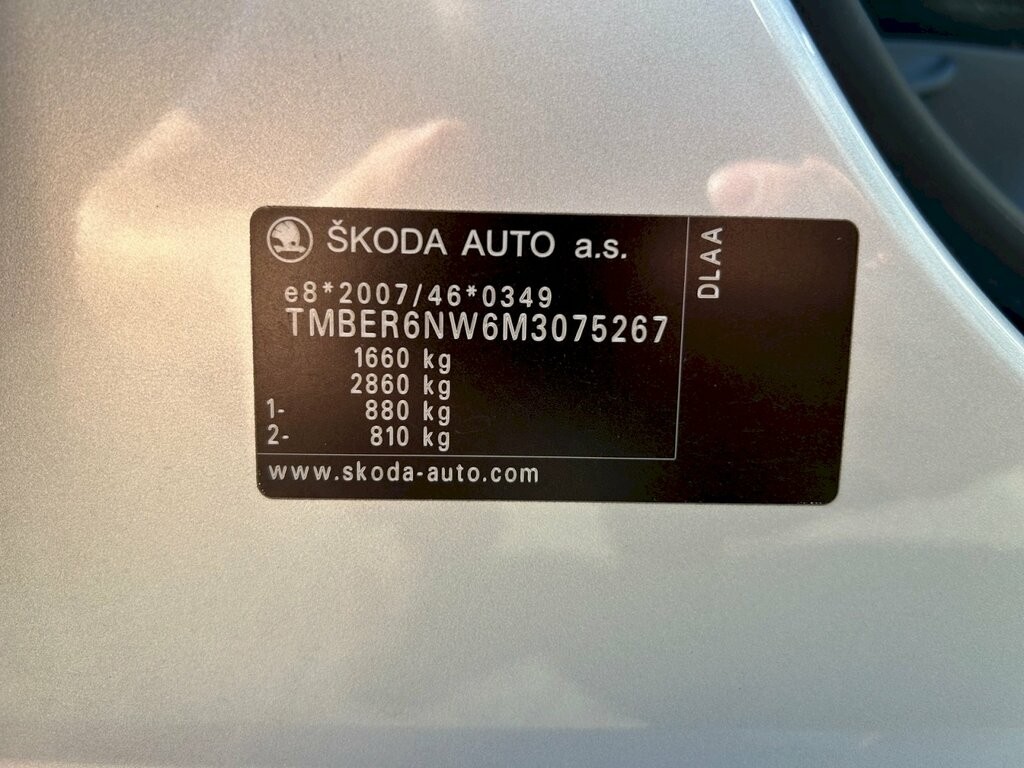 ŠKODA AUTO a.s.
e8*2007/46*0349
TMBER6NW6M3075267
1660 kg
2860 kg
1- 880 kg
2- 810 kg
www.skoda-auto.com
DLAA